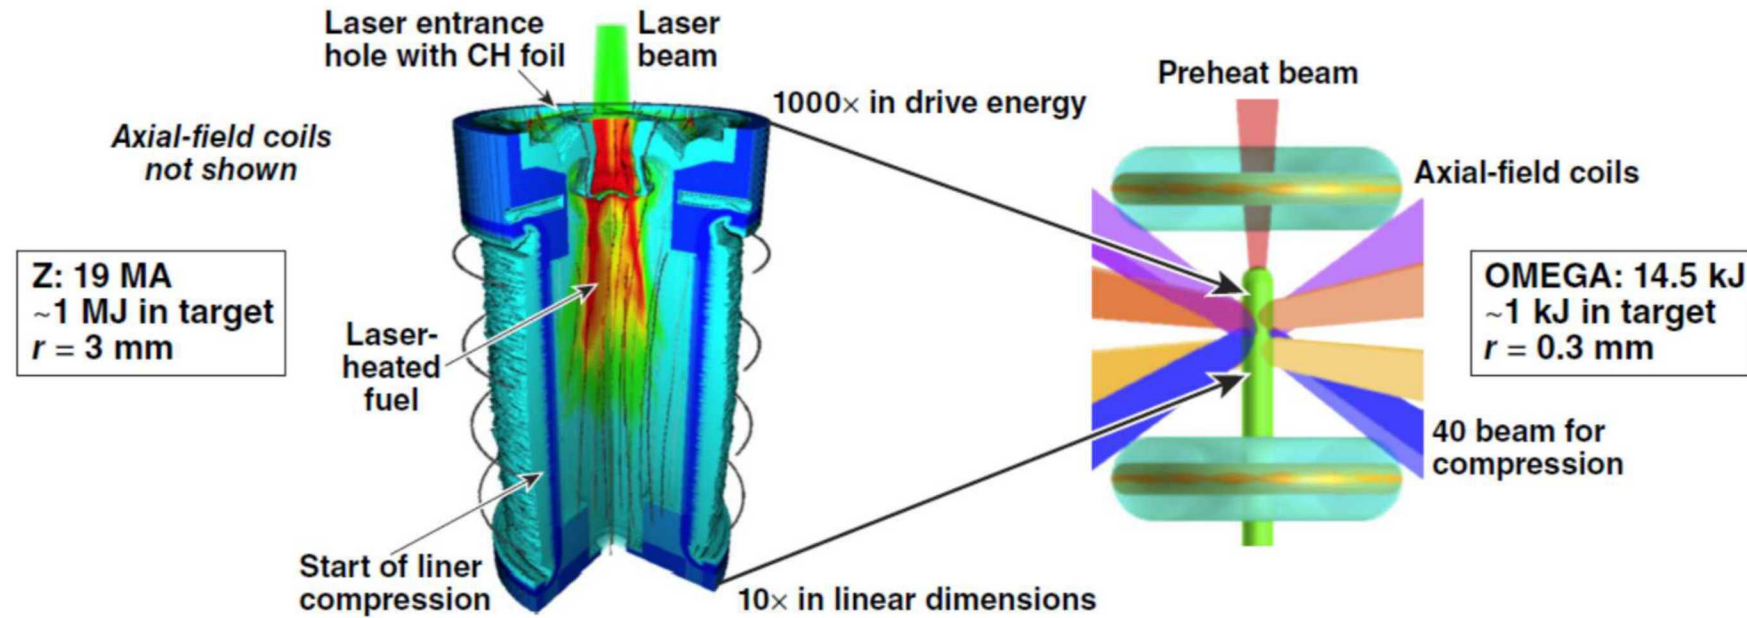 Laser entrance
hole with CH foil
Laser
beam
Axial-field coils
not shown
1000× in drive energy
Preheat beam
Axial-field coils
Z: 19 MA
~1 MJ in target
r = 3 mm
Laser-
heated
fuel
OMEGA: 14.5 kJ
~1 kJ in target
r = 0.3 mm
40 beam for
compression
Start of liner
compression
10× in linear dimensions